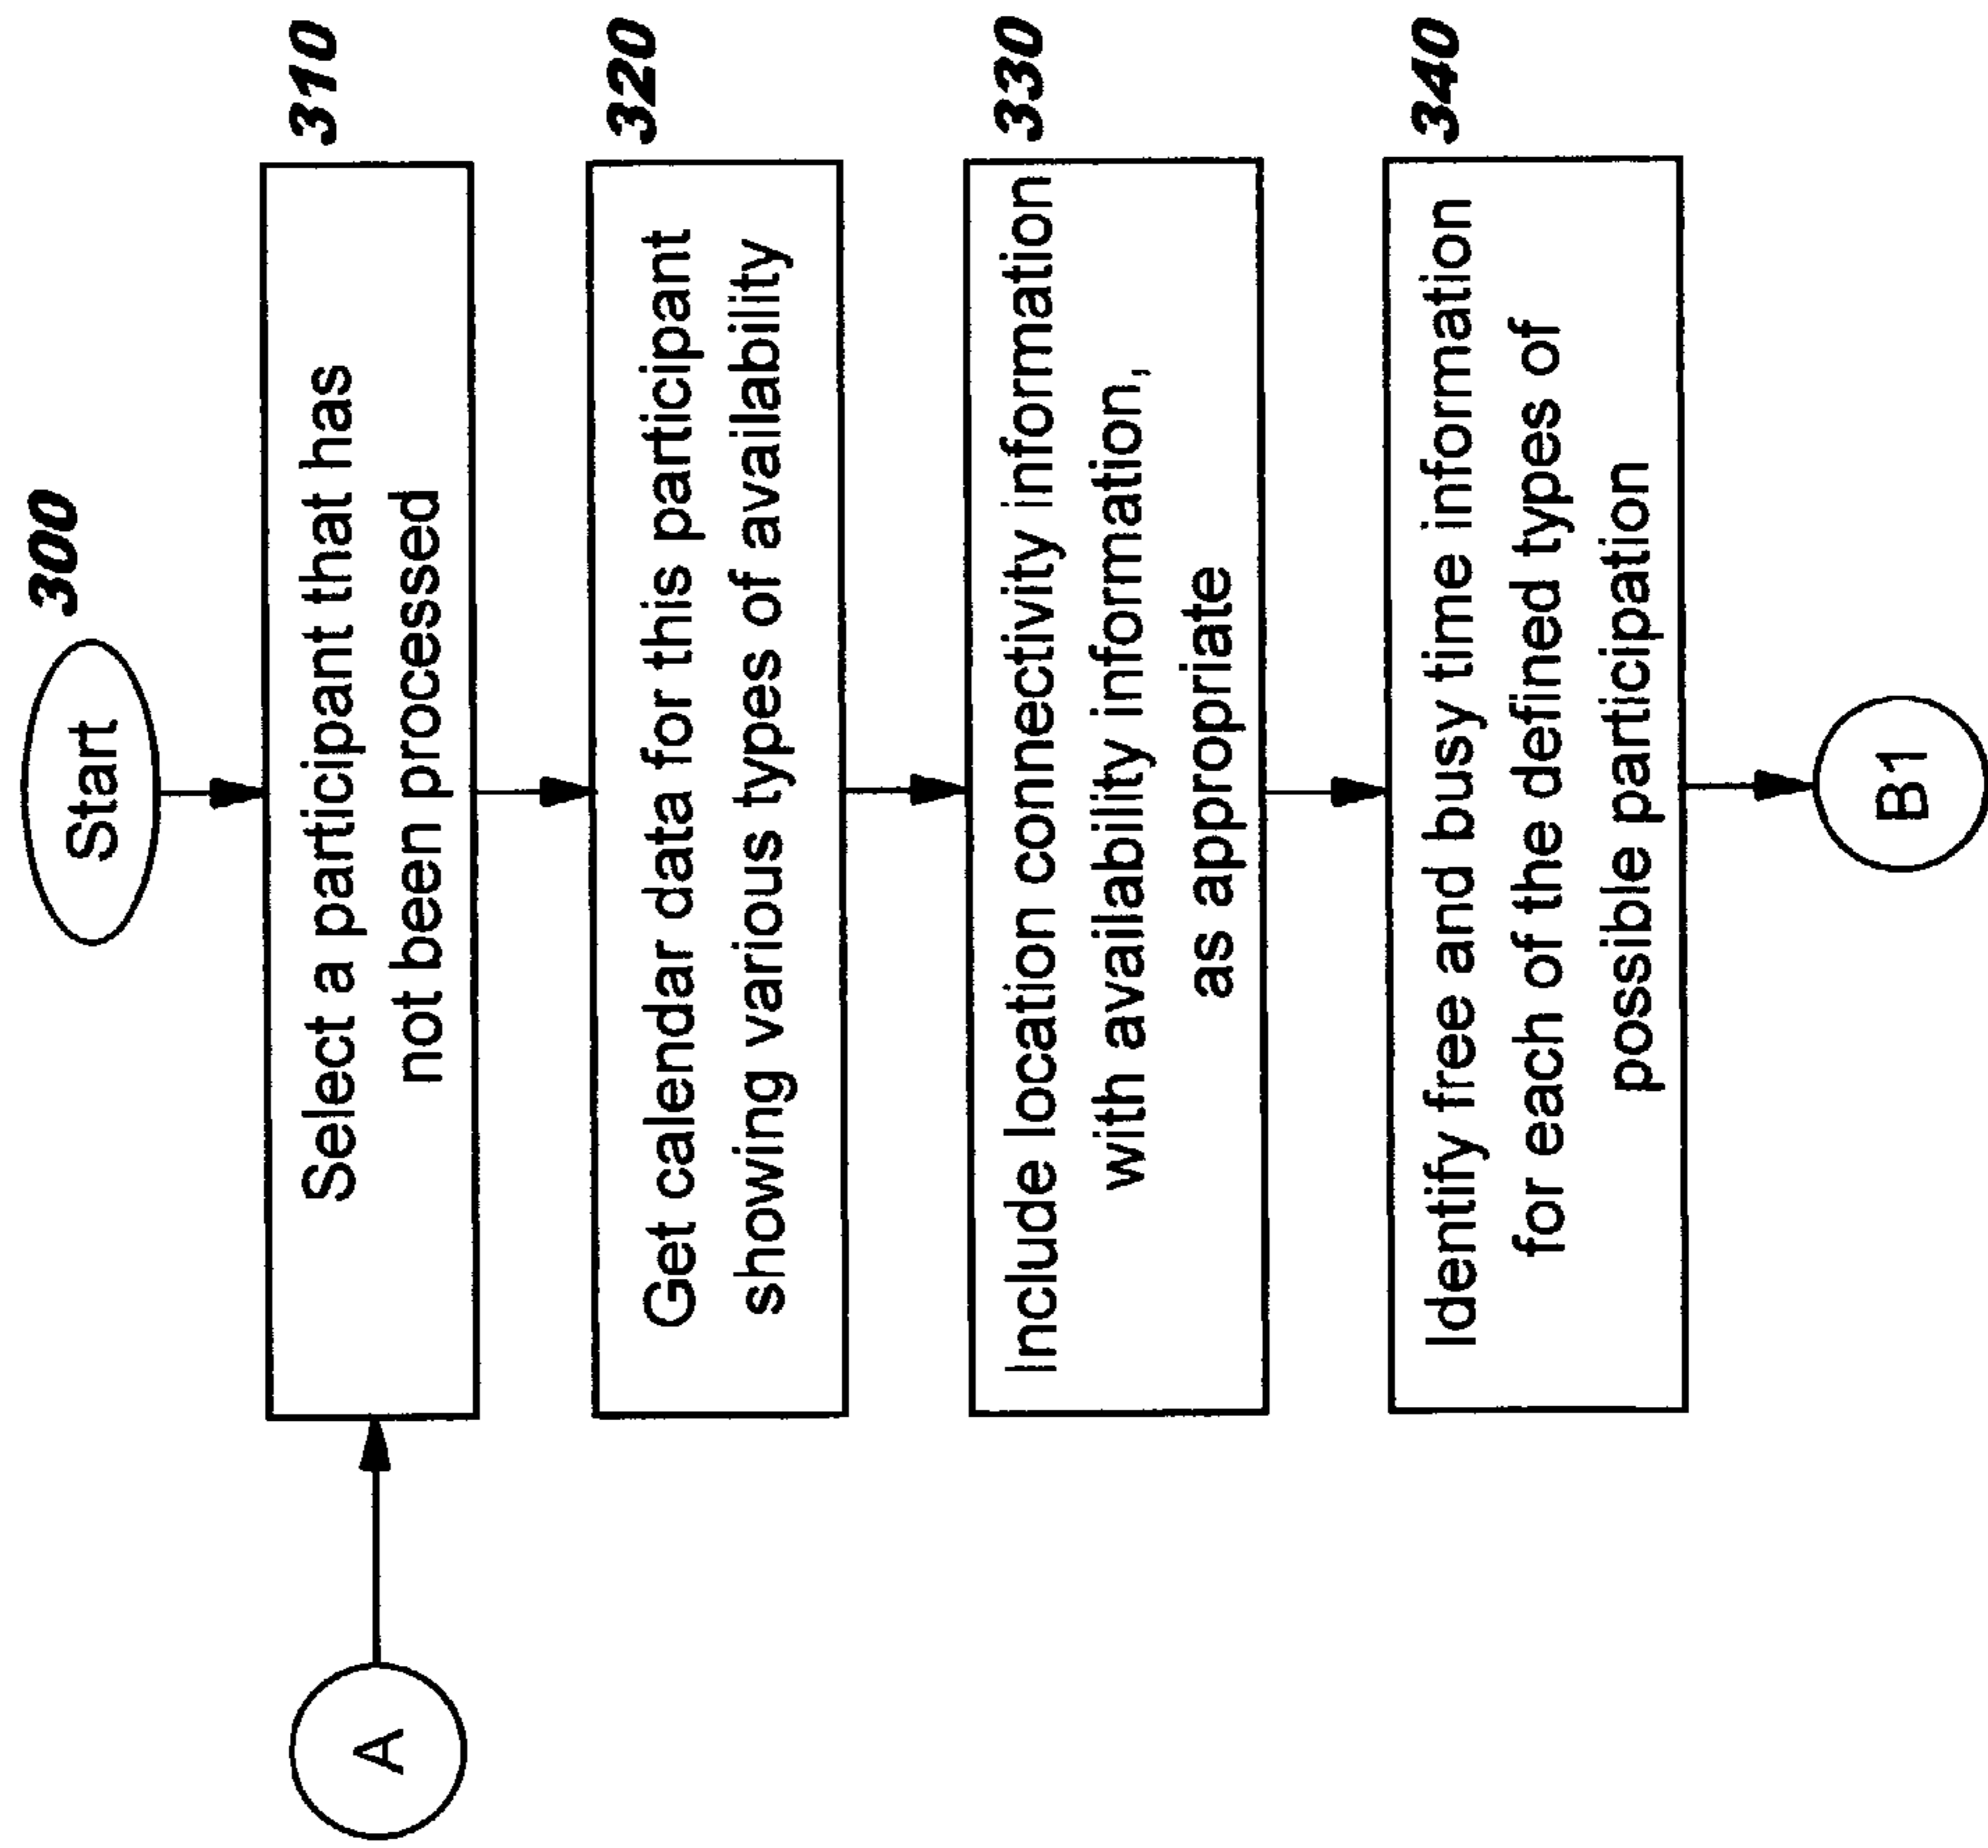 300
Start
310
Select a participant that has
not been processed
A
320
Get calendar data for this participant
showing various types of availability
330
Include location connectivity information
with availability information,
as appropriate
340
Identify free and busy time information
for each of the defined types of
possible participation
B1